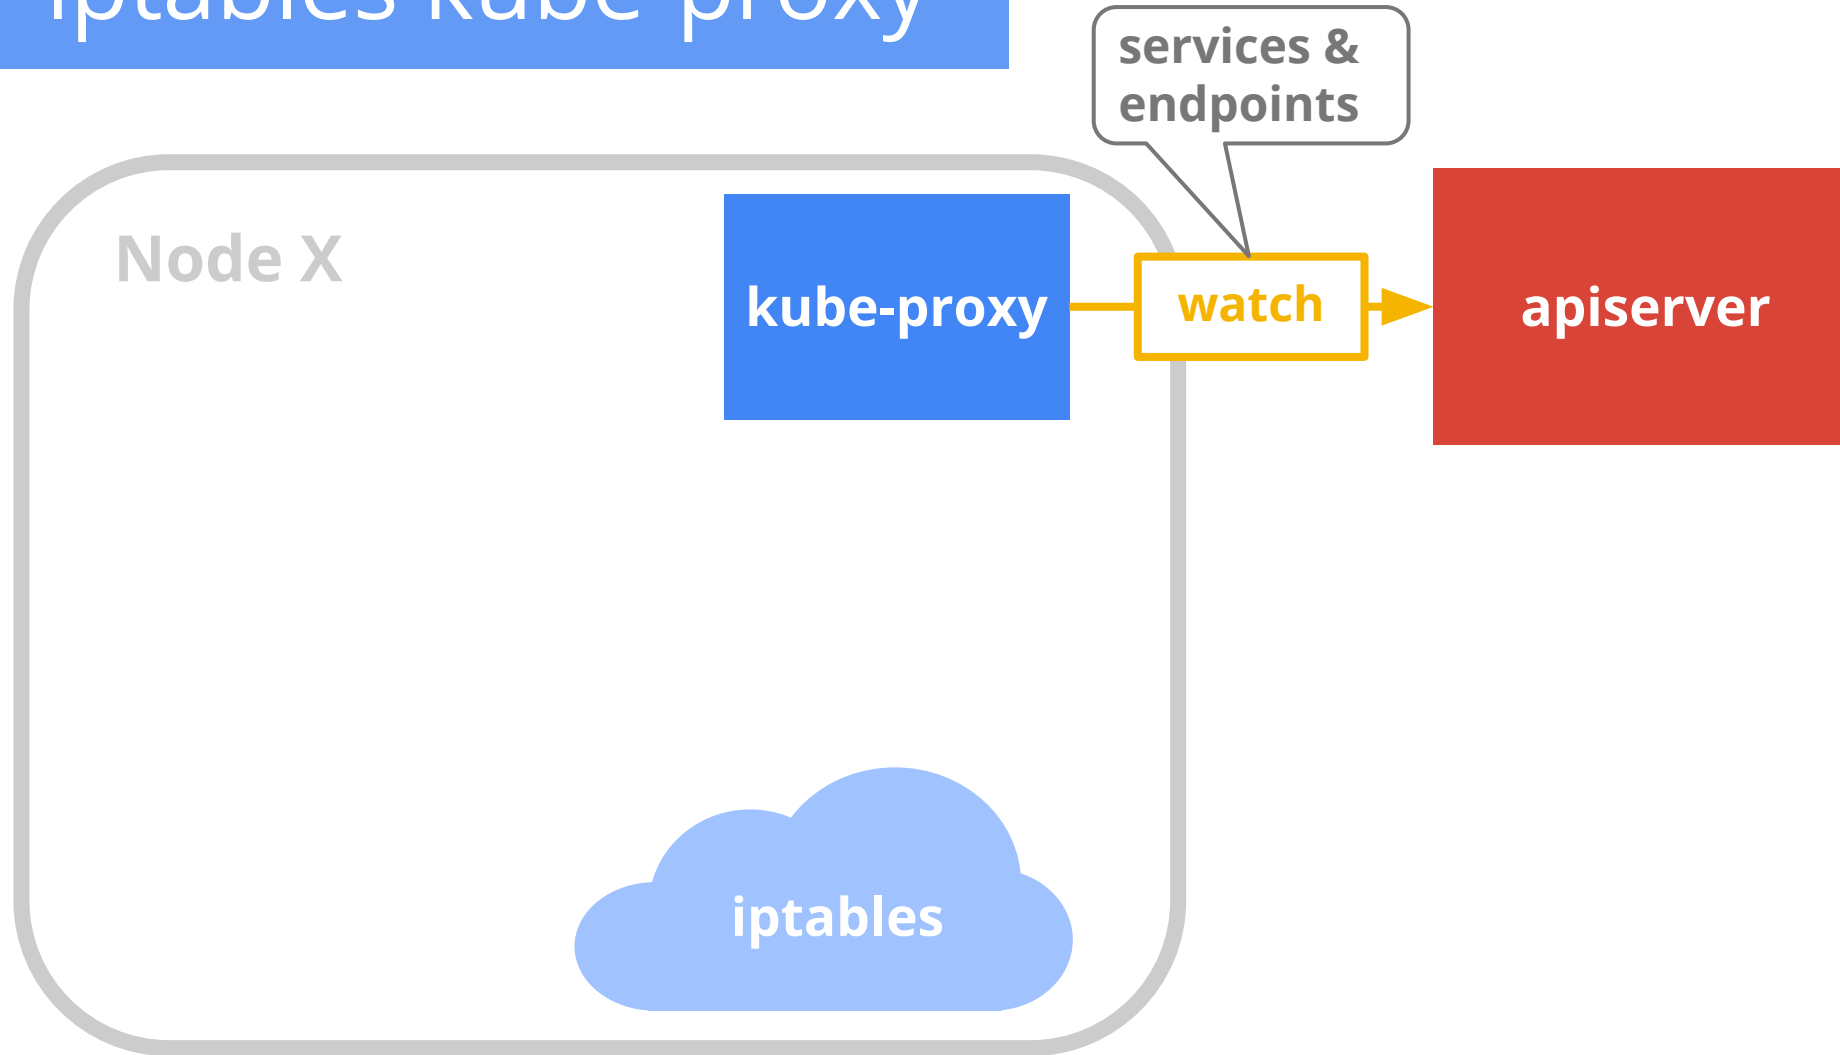 iptables kube-proxy
services &
endpoints
Node X
kube-proxy
watch
apiserver
iptables